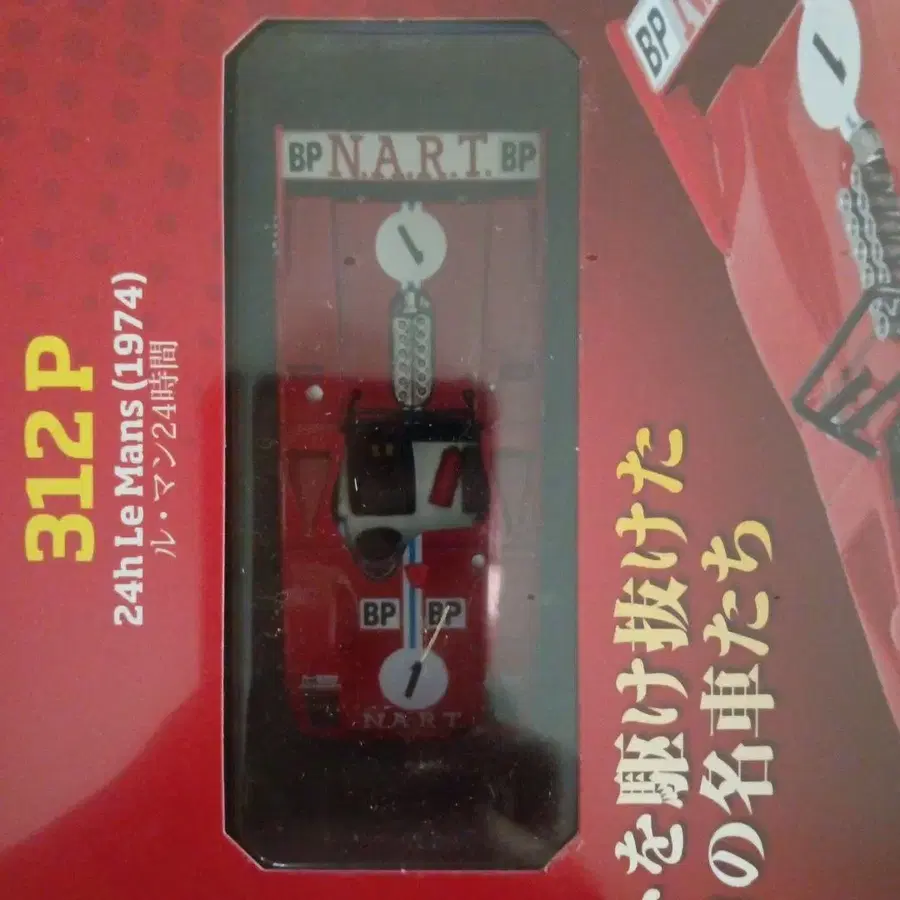 312 P
24h Le Mans (1974)
ル・マン24時間
BP N.A.R.T. BP
1
BP BP
1
NART
BP
1
を駆け抜けた
の名車たち